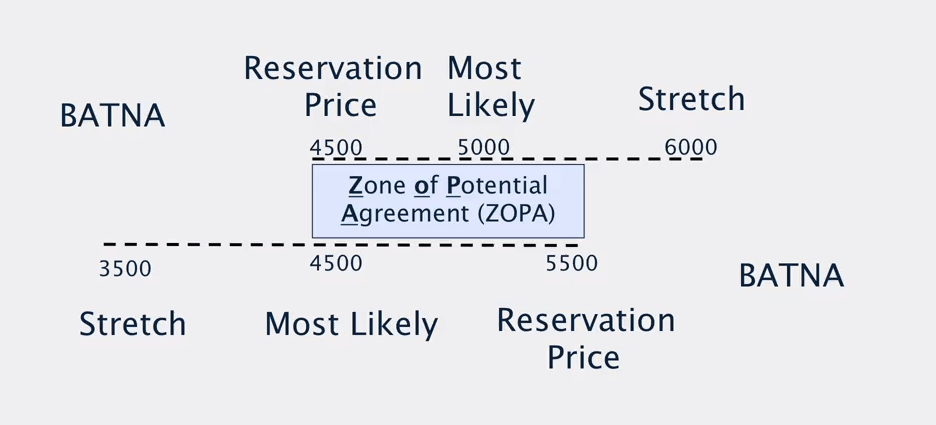 Reservation
Price
Most
Likely
Stretch
BATNA
4500
5000
6000
Zone of Potential
Agreement (ZOPA)
3500
4500
5500
BATNA
Stretch
Most Likely
Reservation
Price